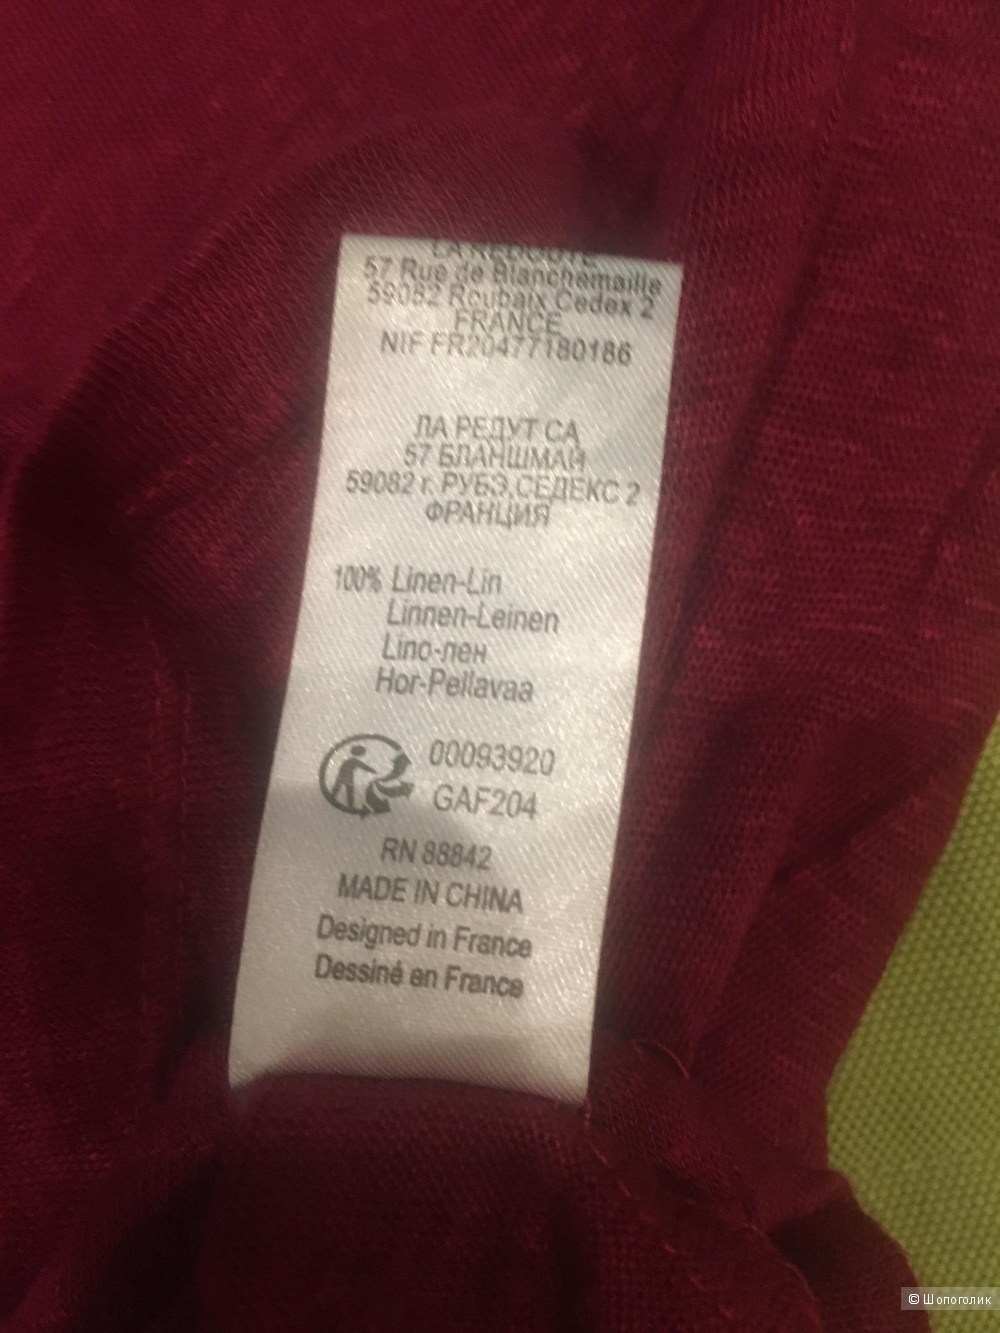 LA REDOUTE
57 Rue de Blanchemaille
59082 Roubaix Cedex 2
FRANCE
NIF FR20477180186
ЛА РЕДУТ СА
57 БЛАНШМАЙ
59082 г. РУБЭ,СЕДЕКС 2
ФРАНЦИЯ
100% Linen-Lin
Linnen-Leinen
Lino-лен
Hor-Pellavaa
00093920
GAF204
RN 88842
MADE IN CHINA
Designed in France
Dessiné en France
© Шопоголик